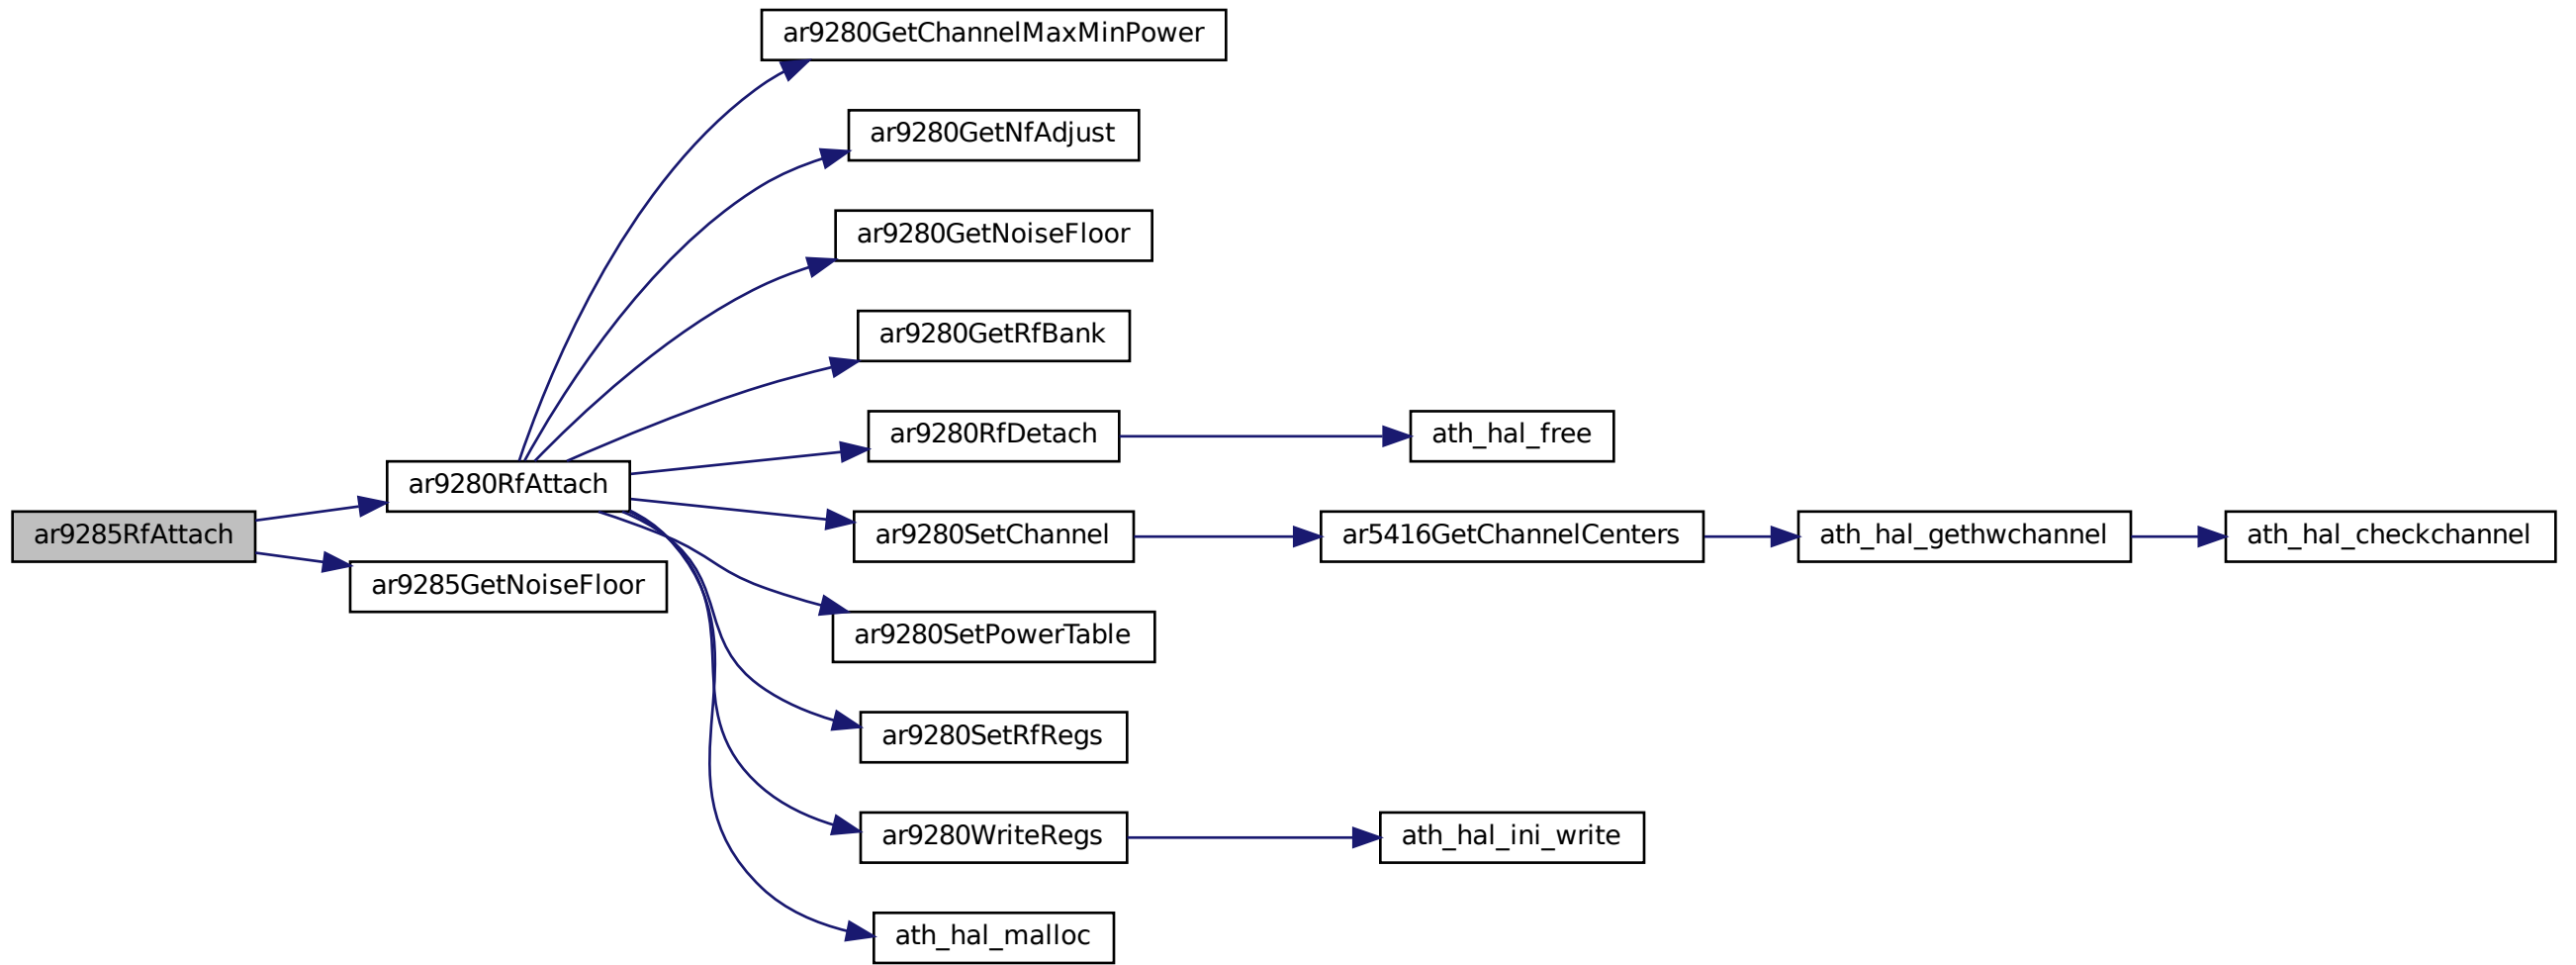 ar9280GetChannelMaxMinPower
ar9280GetNfAdjust
ar9280GetNoiseFloor
ar9280GetRfBank
ar9280RfDetach
ath_hal_free
ar9280RfAttach
ar9285RfAttach
ar9280SetChannel
ar5416GetChannelCenters
ath_hal_gethwchannel
ath_hal_checkchannel
ar9285GetNoiseFloor
ar9280SetPowerTable
ar9280SetRfRegs
ar9280WriteRegs
ath_hal_ini_write
ath_hal_malloc